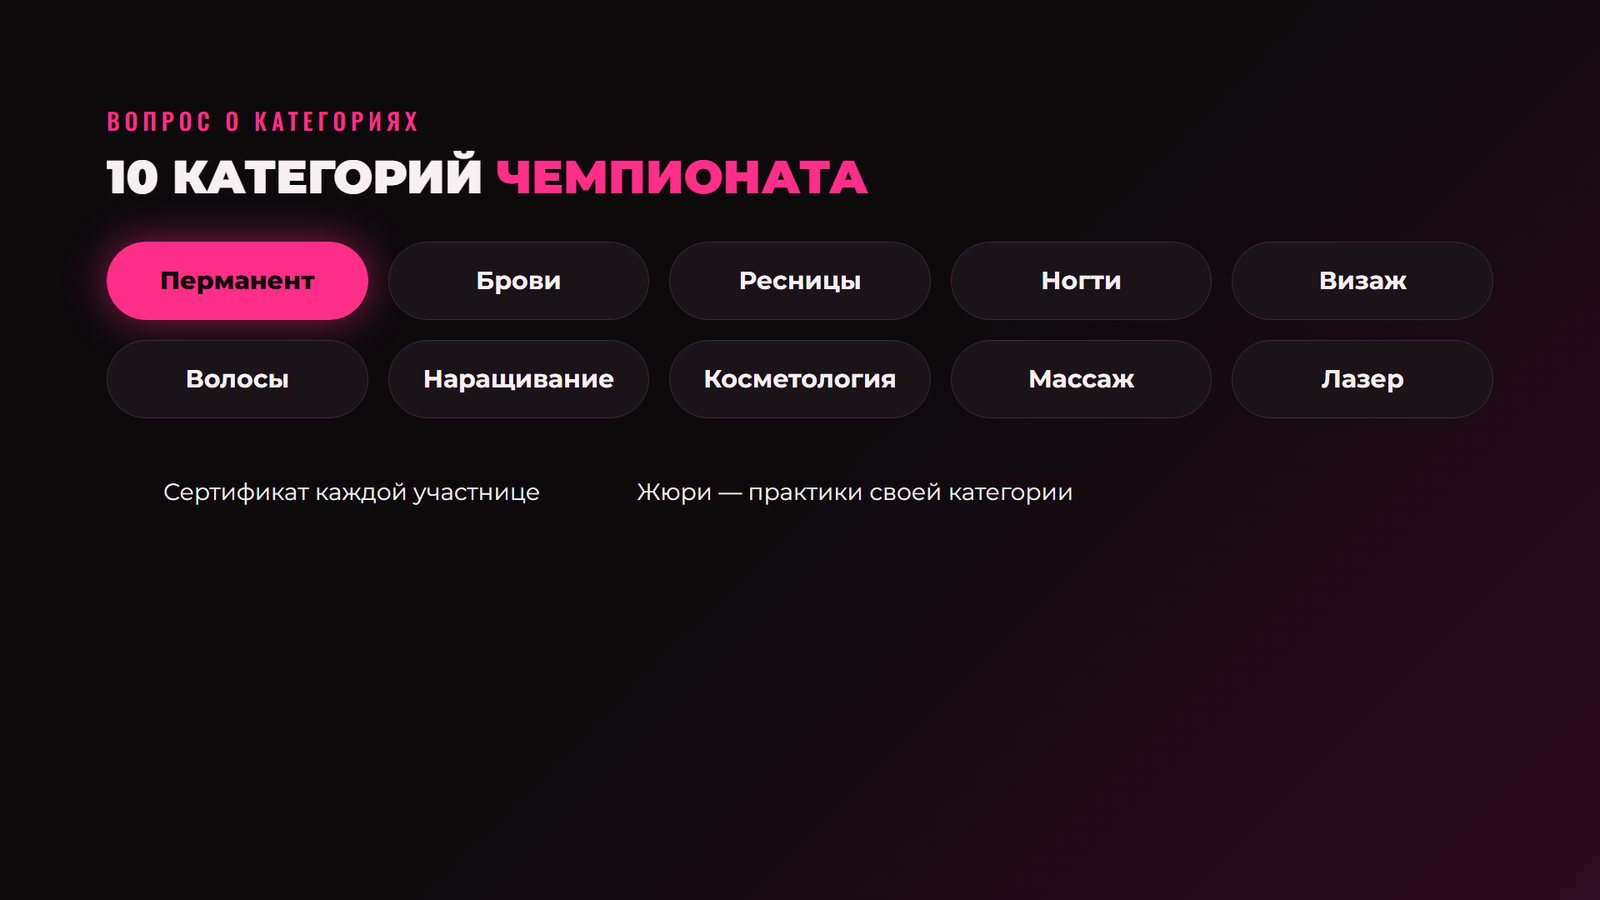 ВОПРОС О КАТЕГОРИЯХ
10 КАТЕГОРИЙ ЧЕМПИОНАТА
Перманент Брови Ресницы Ногти Визаж
Волосы Наращивание Косметология Массаж Лазер
Сертификат каждой участнице Жюри — практики своей категории